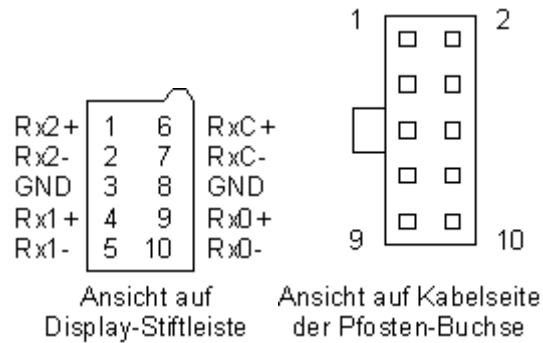 1 2
Rx2+ 1 6 RxC+
Rx2- 2 7 RxC-
GND 3 8 GND
Rx1+ 4 9 Rx0+
Rx1- 5 10 Rx0-
9 10
Ansicht auf
Display-Stiftleiste
Ansicht auf Kabelseite
der Pfosten-Buchse